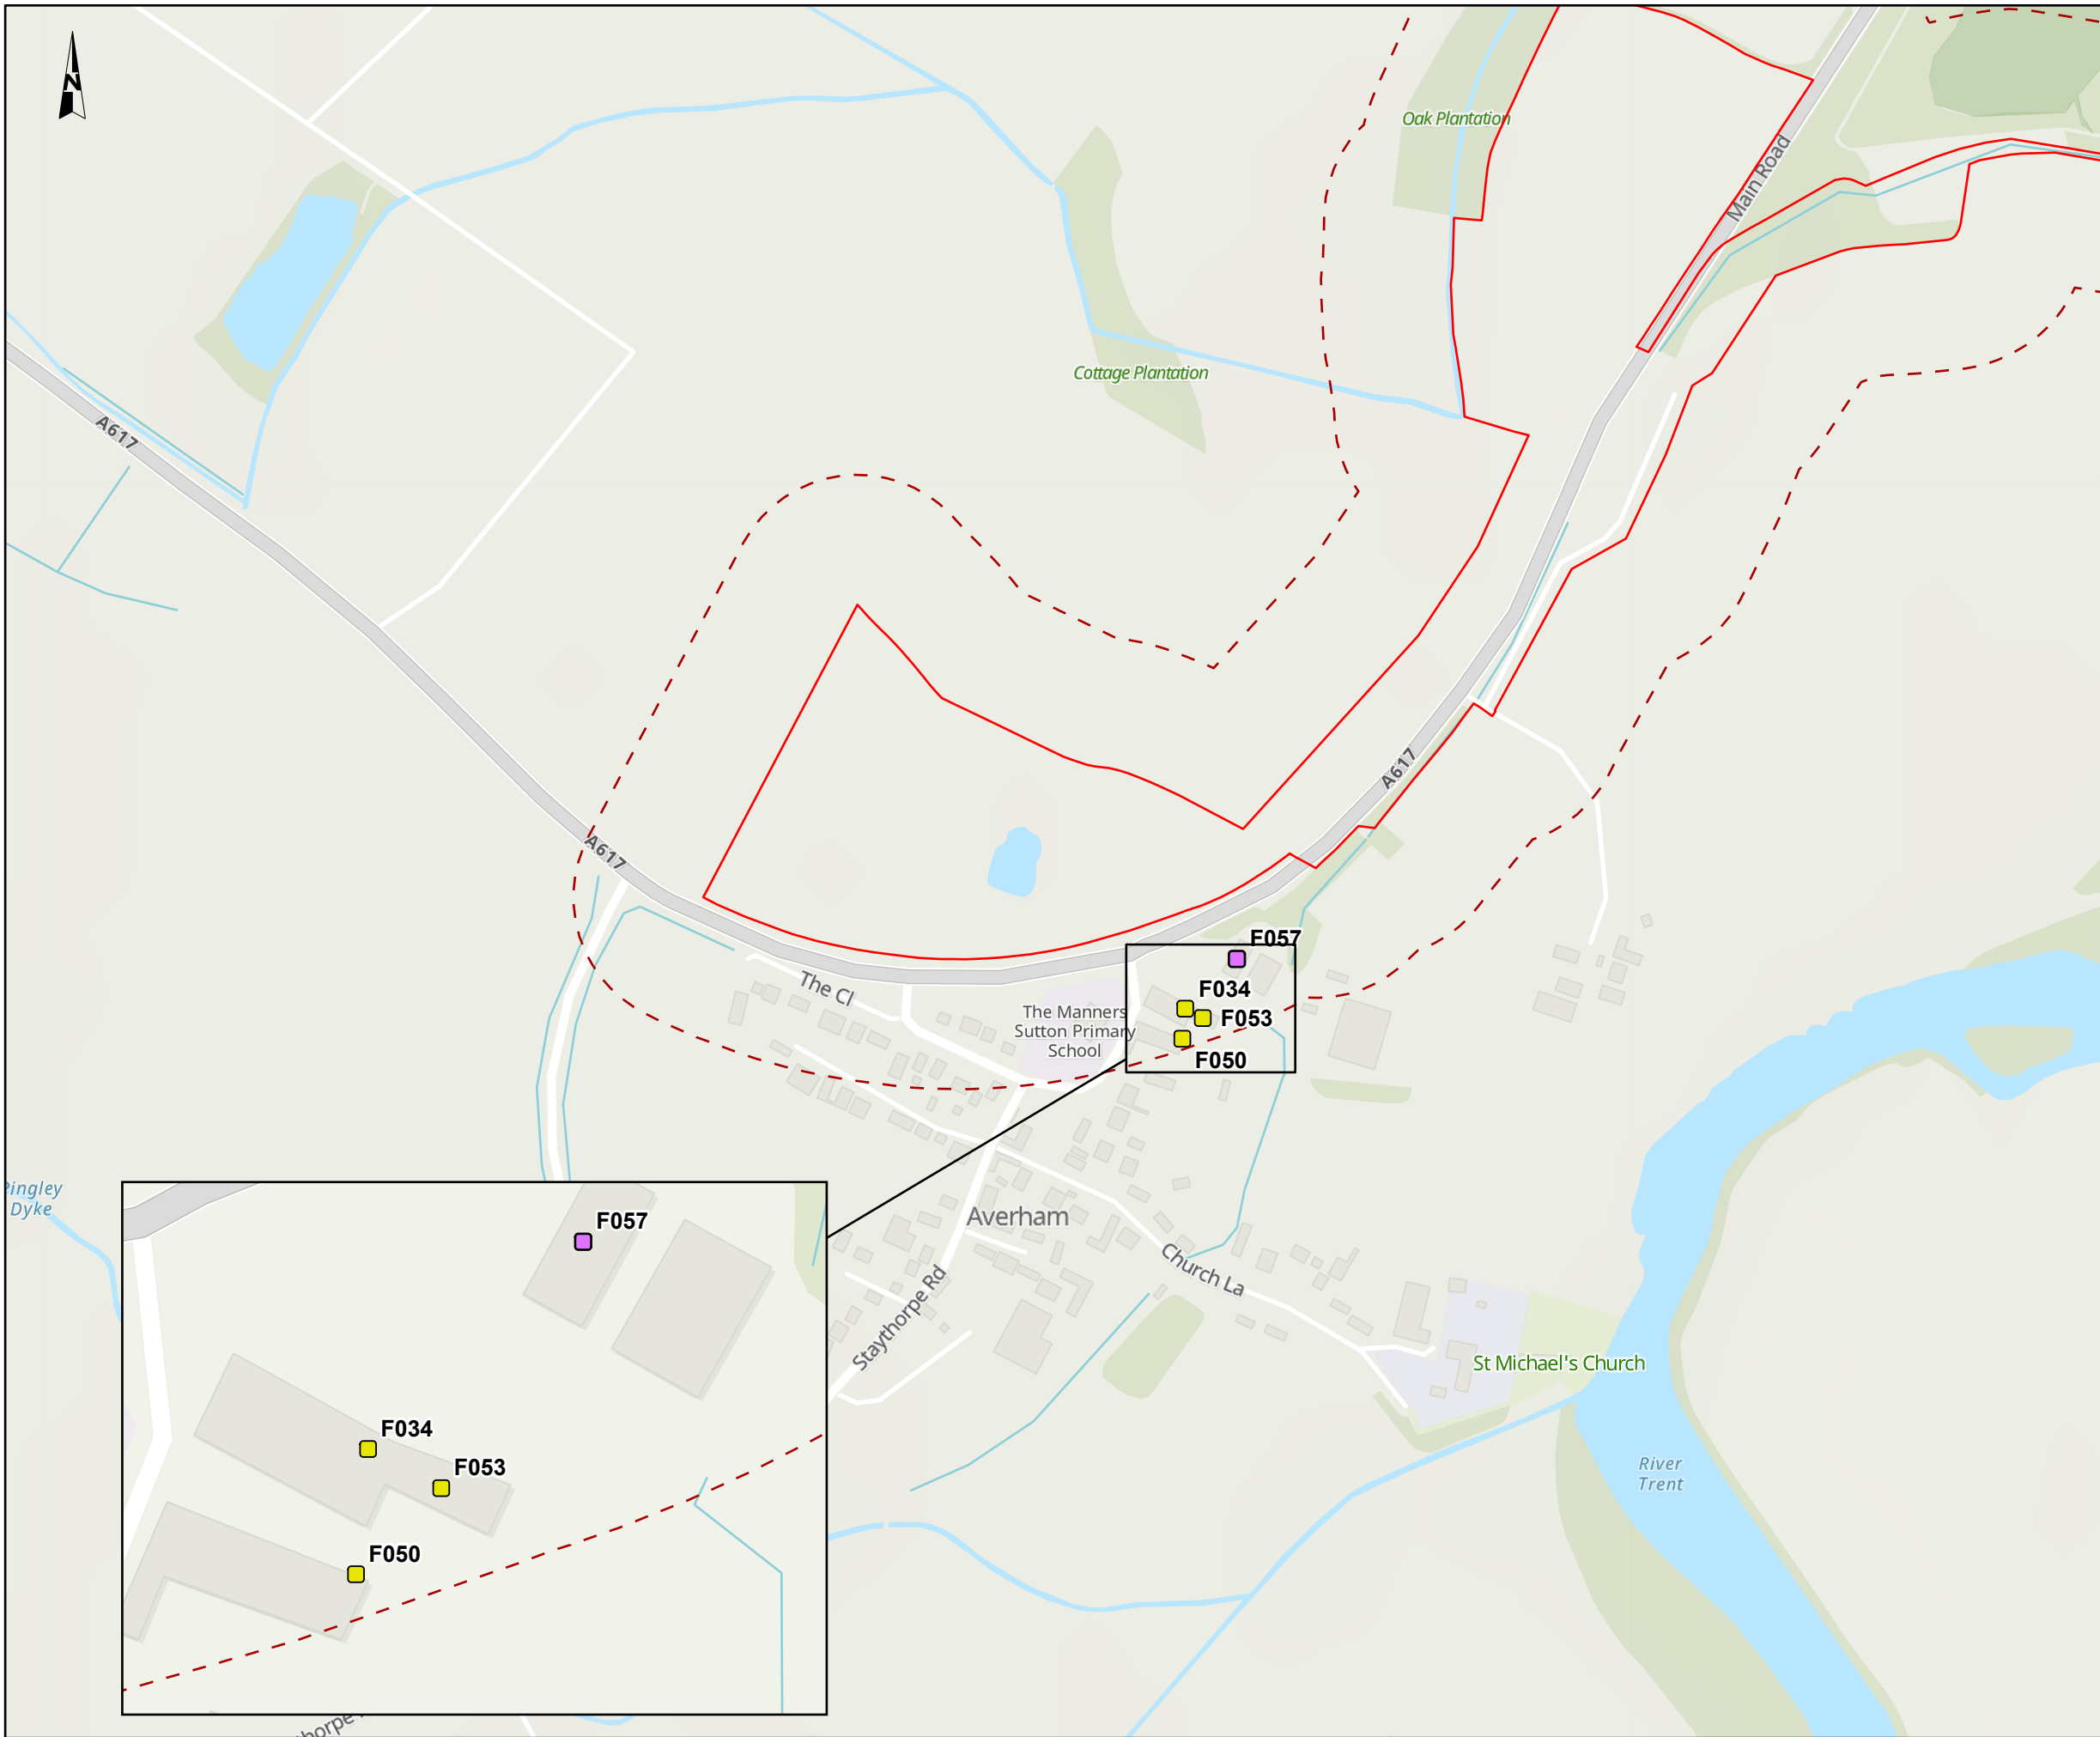 N
Oak Plantation
Main Road
Cottage Plantation
A617
A617
A617
F057
The Cl
F034
The Manners
Sutton Primary
School
F053
F050
Pingley
Dyke
Averham
Church La
Staythorpe Rd
St Michael's Church
River
Trent
F057
F034
F053
F050